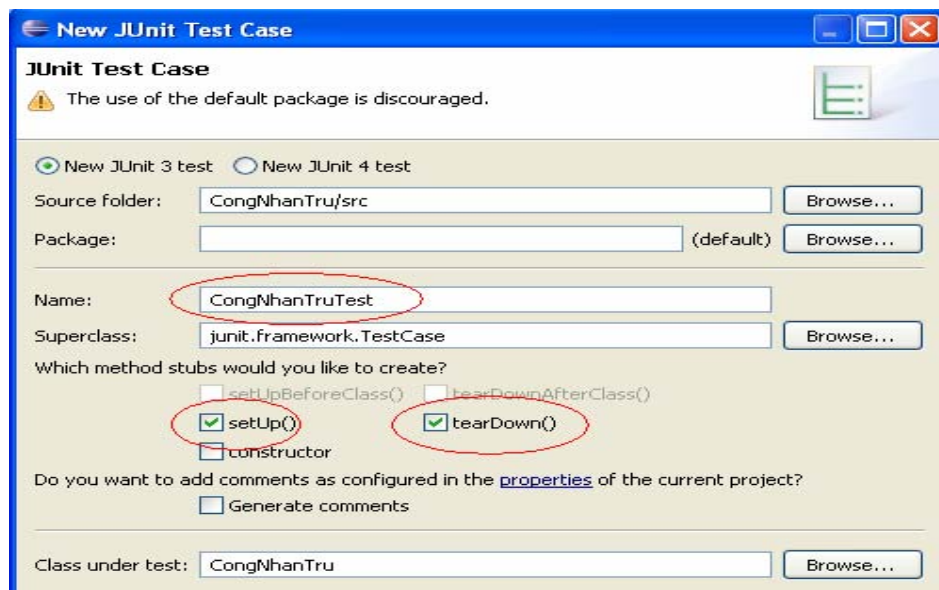 New JUnit Test Case
JUnit Test Case
The use of the default package is discouraged.
New JUnit 3 test New JUnit 4 test
Source folder: CongNhanTru/src Browse...
Package: (default) Browse...
Name: CongNhanTruTest
Superclass: junit.framework.TestCase Browse...
Which method stubs would you like to create?
setUpBeforeClass() tearDownAfterClass()
setUp() tearDown()
constructor
Do you want to add comments as configured in the properties of the current project?
Generate comments
Class under test: CongNhanTru Browse...